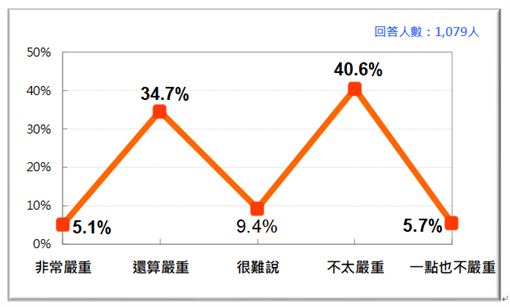 回答人數：1,079人
50%
40%
30%
20%
10%
0%
5.1%
34.7%
9.4%
40.6%
5.7%
非常嚴重
還算嚴重
很難說
不太嚴重
一點也不嚴重